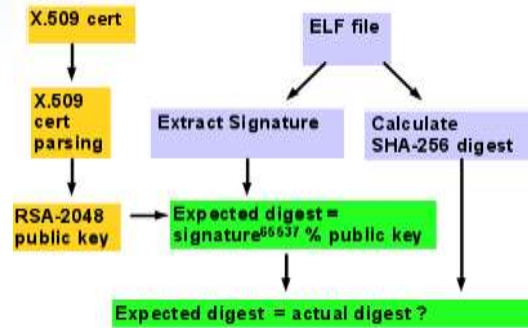 X.509 cert
ELF file
X.509
cert
parsing
Extract Signature
Calculate
SHA-256 digest
RSA-2048
public key
Expected digest =
signature⁶⁵⁵³⁷ % public key
Expected digest = actual digest ?